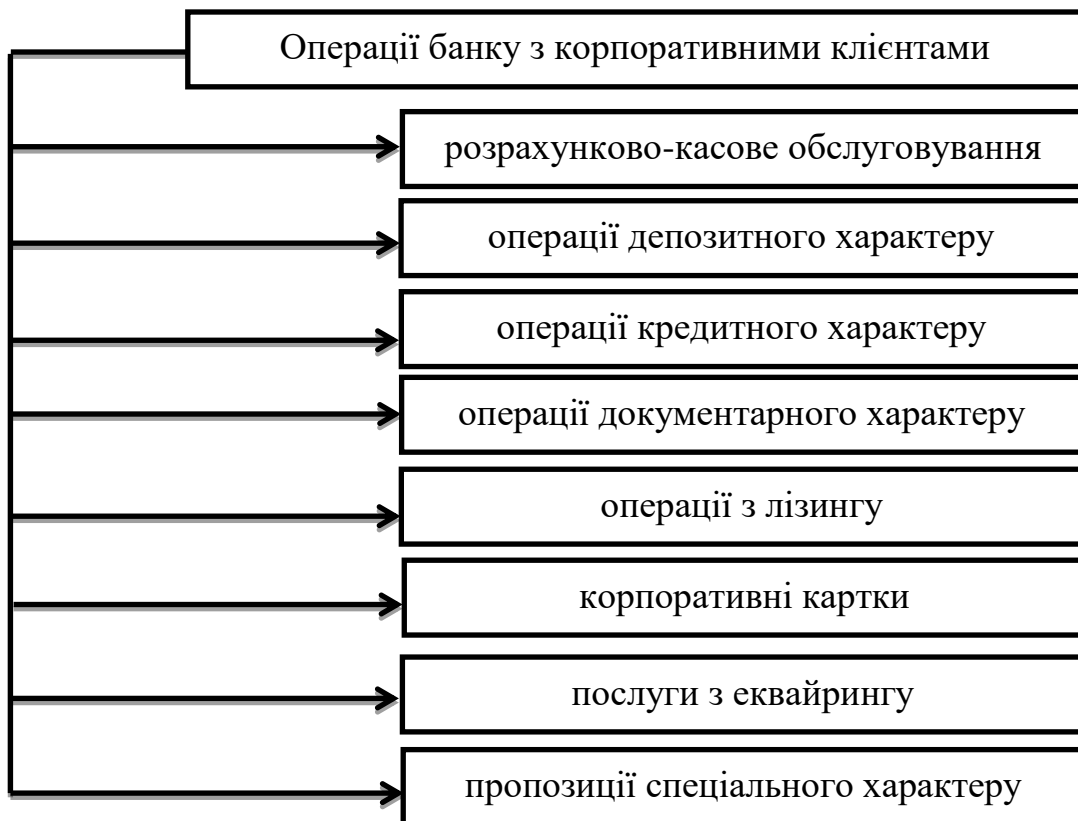 Операції банку з корпоративними клієнтами
розрахунково-касове обслуговування
операції депозитного характеру
операції кредитного характеру
операції документарного характеру
операції з лізингу
корпоративні картки
послуги з еквайрингу
пропозиції спеціального характеру